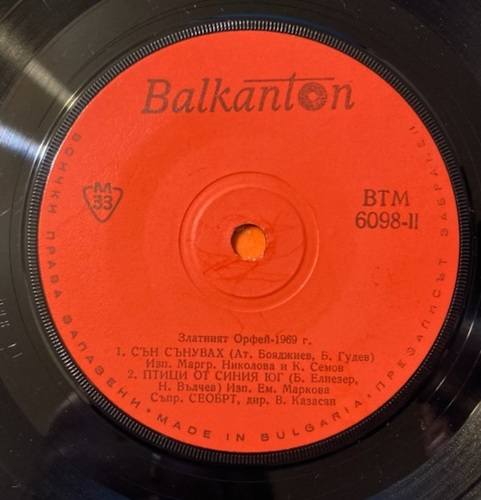 Balkanton
М
33
ВТМ
6098-II
Златният Орфей-1969 г.
1. СЪН СЪНУВАХ (Ат. Бояджиев, Б. Гудев)
Изп. Маргр. Николова и К. Семов
2. ПТИЦИ ОТ СИНИЯ ЮГ (Б. Елиезер,
Н. Вълчев) Изп. Ем. Маркова
Съпр. СЕОБРТ, дир. В. Казасян
ВСИЧКИ ПРАВА ЗАПАЗЕНИ • MADE IN BULGARIA • ПРЕЗАПИСЪТ ЗАБРАНЕН